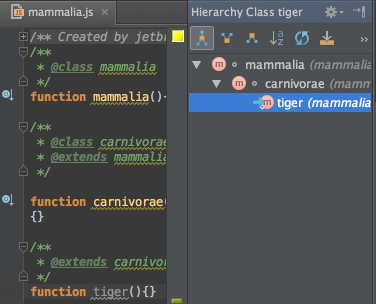 mammalia.js
Hierarchy Class tiger
/** Created by jetbr
/**
* @class mammalia
*/
function mammalia()
/**
* @class carnivorae
* @extends mammalia
*/
function carnivorae(
{}
/**
* @extends carnivor
*/
function tiger(){}
mammalia (mammalia
carnivorae (mamm
tiger (mammalia